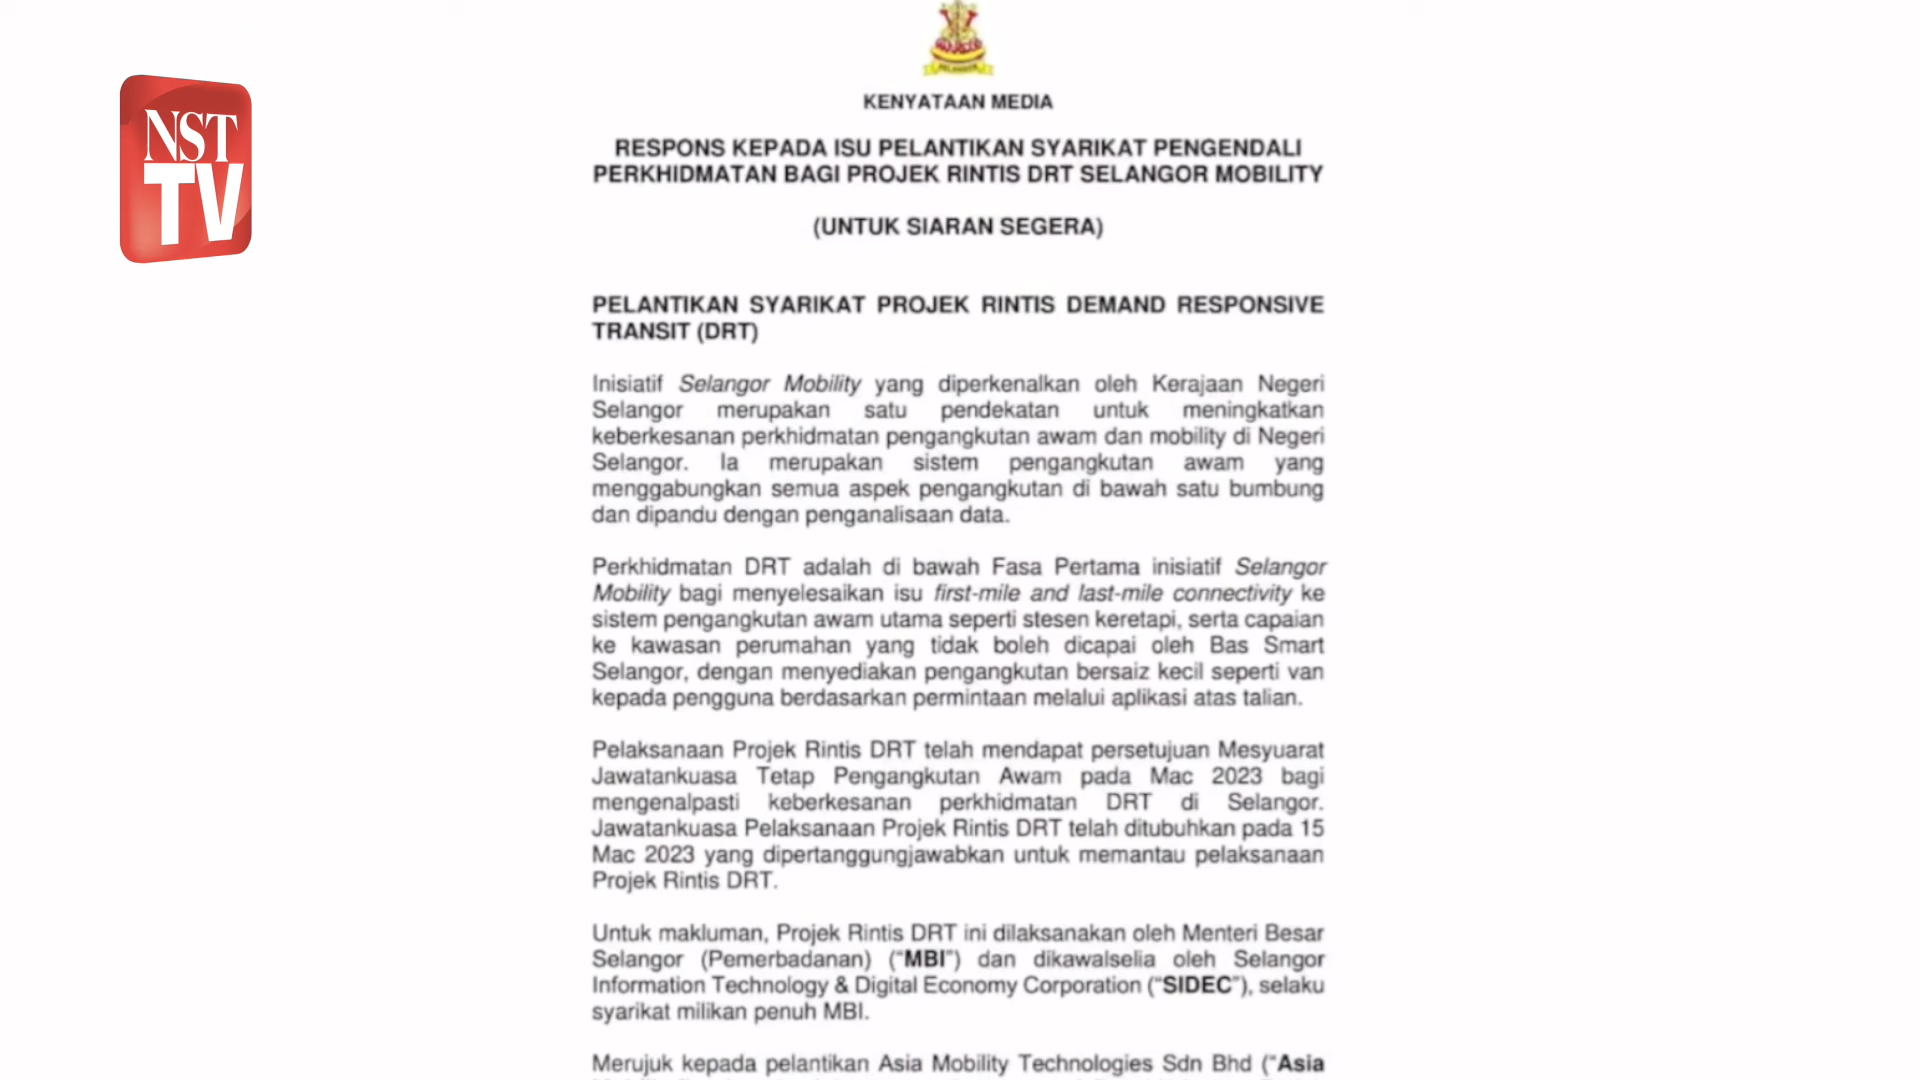 NST
TV
SELANGOR
KENYATAAN MEDIA
RESPONS KEPADA ISU PELANTIKAN SYARIKAT PENGENDALI
PERKHIDMATAN BAGI PROJEK RINTIS DRT SELANGOR MOBILITY
(UNTUK SIARAN SEGERA)
PELANTIKAN SYARIKAT PROJEK RINTIS DEMAND RESPONSIVE
TRANSIT (DRT)
Inisiatif Selangor Mobility yang diperkenalkan oleh Kerajaan Negeri
Selangor merupakan satu pendekatan untuk meningkatkan
keberkesanan perkhidmatan pengangkutan awam dan mobility di Negeri
Selangor. Ia merupakan sistem pengangkutan awam yang
menggabungkan semua aspek pengangkutan di bawah satu bumbung
dan dipandu dengan penganalisaan data.
Perkhidmatan DRT adalah di bawah Fasa Pertama inisiatif Selangor
Mobility bagi menyelesaikan isu first-mile and last-mile connectivity ke
sistem pengangkutan awam utama seperti stesen keretapi, serta capaian
ke kawasan perumahan yang tidak boleh dicapai oleh Bas Smart
Selangor, dengan menyediakan pengangkutan bersaiz kecil seperti van
kepada pengguna berdasarkan permintaan melalui aplikasi atas talian.
Pelaksanaan Projek Rintis DRT telah mendapat persetujuan Mesyuarat
Jawatankuasa Tetap Pengangkutan Awam pada Mac 2023 bagi
mengenalpasti keberkesanan perkhidmatan DRT di Selangor.
Jawatankuasa Pelaksanaan Projek Rintis DRT telah ditubuhkan pada 15
Mac 2023 yang dipertanggungjawabkan untuk memantau pelaksanaan
Projek Rintis DRT.
Untuk makluman, Projek Rintis DRT ini dilaksanakan oleh Menteri Besar
Selangor (Pemerbadanan) ("MBI") dan dikawalselia oleh Selangor
Information Technology & Digital Economy Corporation ("SIDEC"), selaku
syarikat milikan penuh MBI.
Merujuk kepada pelantikan Asia Mobility Technologies Sdn Bhd ("Asia